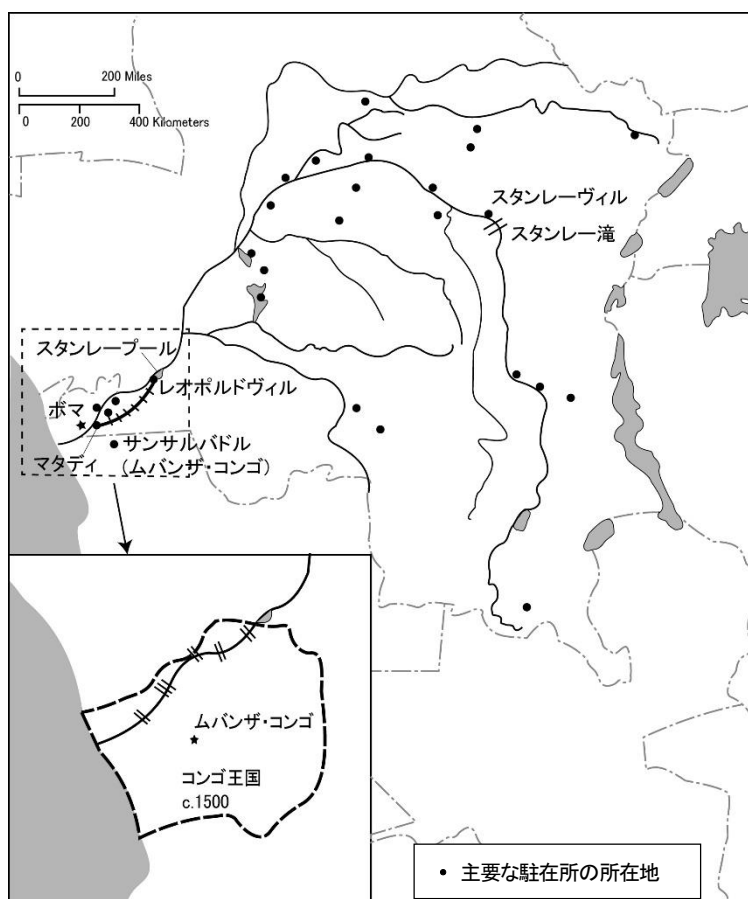 0 200 Miles
0 200 400 Kilometers
スタンレーヴィル
スタンレー滝
スタンレープール
レオポルドヴィル
ボマ
マタディ
サンサルバドル
(ムバンザ・コンゴ)
ムバンザ・コンゴ
コンゴ王国
c.1500
• 主要な駐在所の所在地